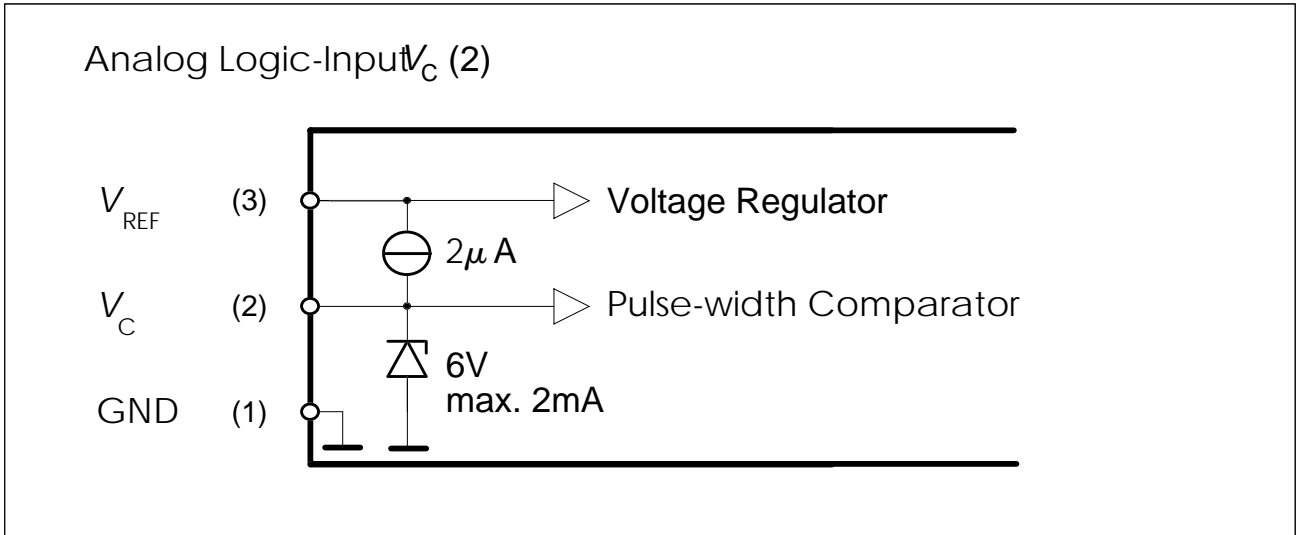 Analog Logic-Input VC (2)
VREF (3) Voltage Regulator
2μ A
VC (2) Pulse-width Comparator
6V
max. 2mA
GND (1)